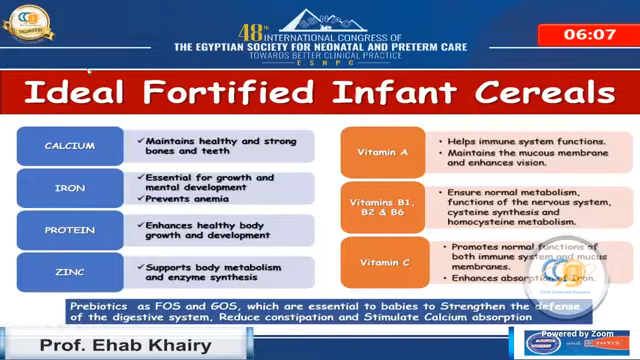 48th
INTERNATIONAL CONGRESS OF
THE EGYPTIAN SOCIETY FOR NEONATAL AND PRETERM CARE
TOWARDS BETTER CLINICAL PRACTICE
E S N P C
06:07
Ideal Fortified Infant Cereals
CALCIUM
✓Maintains healthy and strong
bones and teeth
IRON
✓Essential for growth and
mental development
✓Prevents anemia
PROTEIN
✓Enhances healthy body
growth and development
ZINC
✓Supports body metabolism
and enzyme synthesis
Vitamin A
• Helps immune system functions.
• Maintains the mucous membrane
and enhances vision.
Vitamins B1,
B2 & B6
• Ensure normal metabolism,
functions of the nervous system,
cysteine synthesis and
homocysteine metabolism.
Vitamin C
• Promotes normal functions of
both immune system and mucus
membranes.
• Enhances absorption of Iron.
Prebiotics as FOS and GOS, which are essential to babies to Strengthen the defense
of the digestive system, Reduce constipation and Stimulate Calcium absorption
Prof. Ehab Khairy
Powered by Zoom